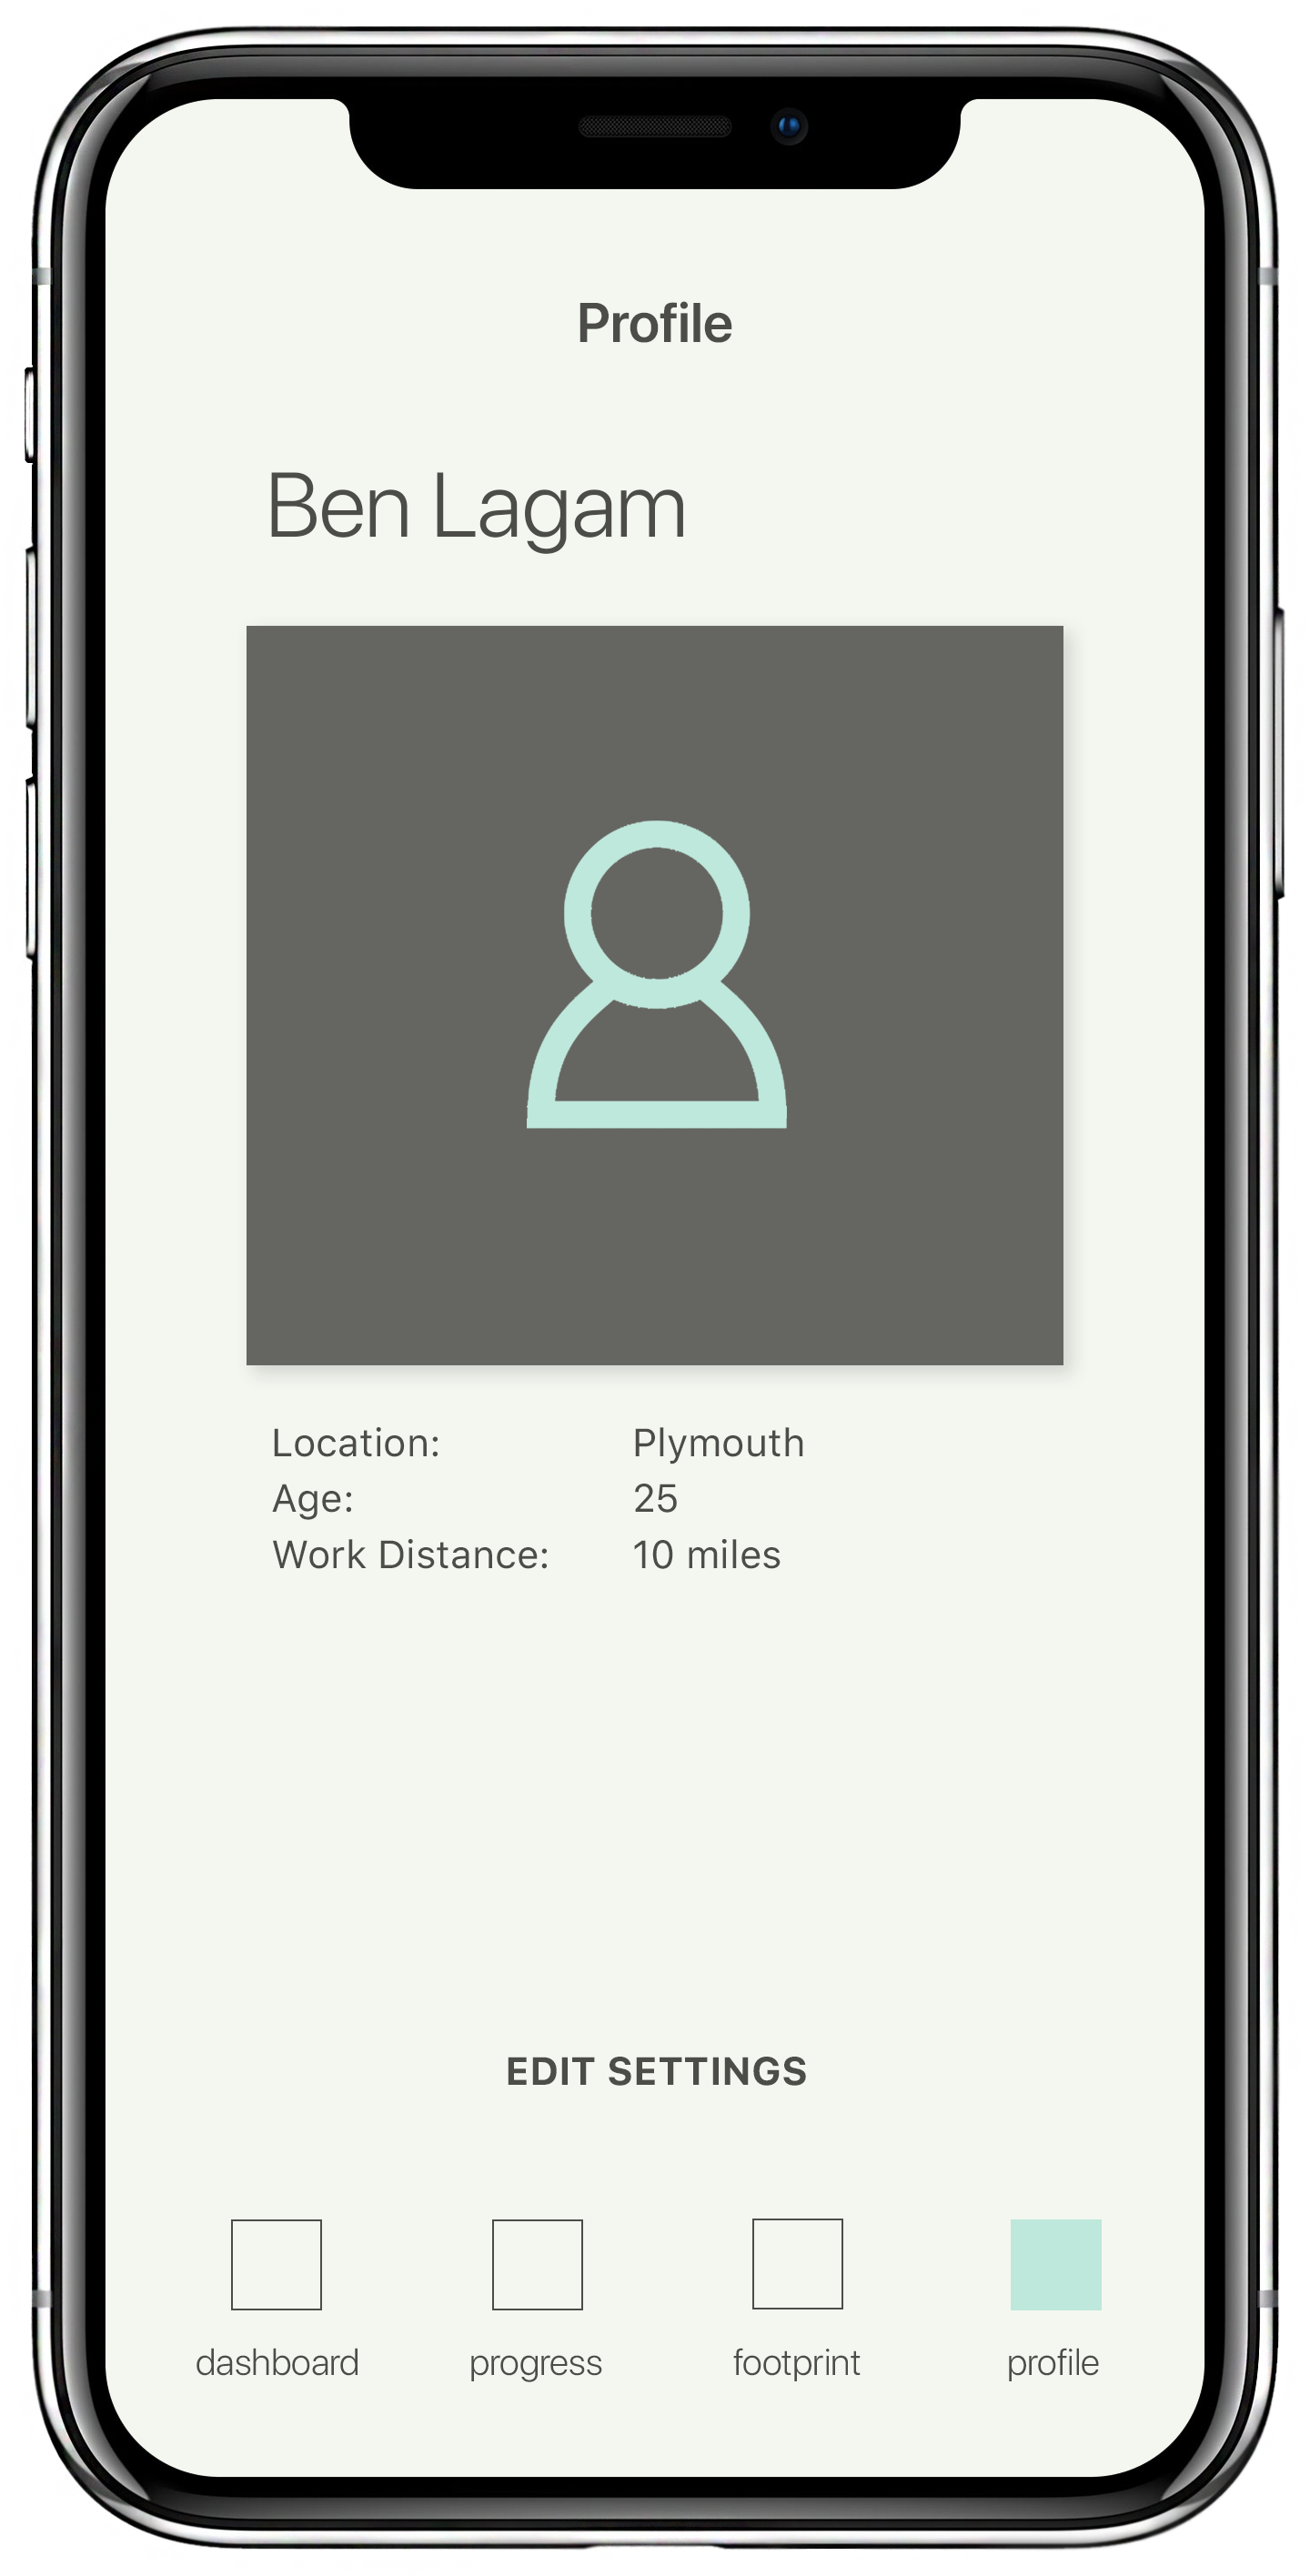 Profile
Ben Lagam
Location: Plymouth
Age: 25
Work Distance: 10 miles
EDIT SETTINGS
dashboard progress footprint profile